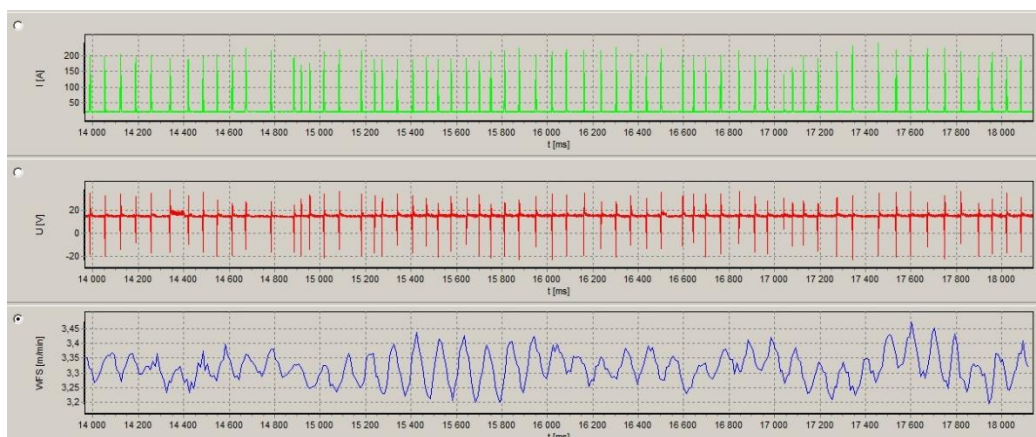 I [A]
200
150
100
50
14 000 14 200 14 400 14 600 14 800 15 000 15 200 15 400 15 600 15 800 16 000 16 200 16 400 16 600 16 800 17 000 17 200 17 400 17 600 17 800 18 000
t [ms]
U [V]
20
0
-20
14 000 14 200 14 400 14 600 14 800 15 000 15 200 15 400 15 600 15 800 16 000 16 200 16 400 16 600 16 800 17 000 17 200 17 400 17 600 17 800 18 000
t [ms]
WFS [m/min]
3,45
3,4
3,35
3,3
3,25
3,2
14 000 14 200 14 400 14 600 14 800 15 000 15 200 15 400 15 600 15 800 16 000 16 200 16 400 16 600 16 800 17 000 17 200 17 400 17 600 17 800 18 000
t [ms]